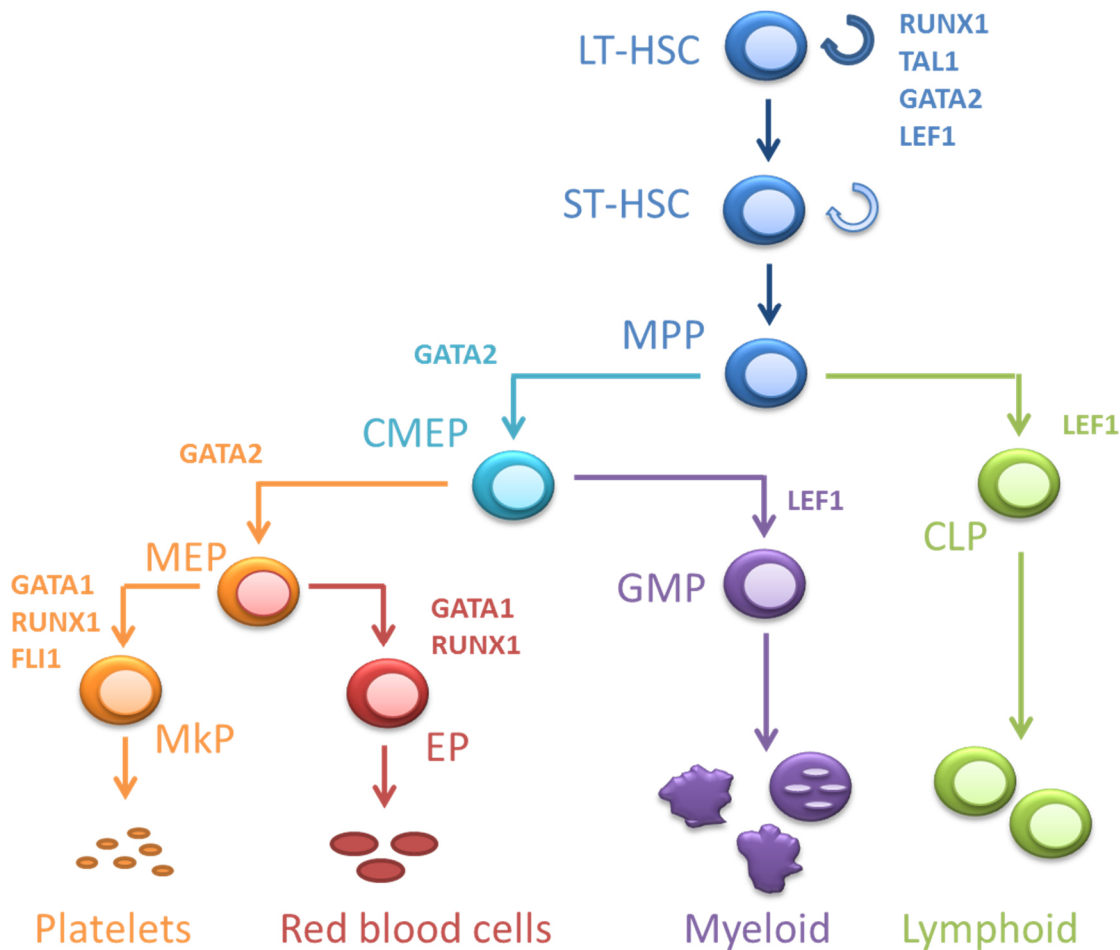 LT-HSC
RUNX1
TAL1
GATA2
LEF1
ST-HSC
MPP
GATA2
CMEP
LEF1
GATA2
LEF1
CLP
MEP
GMP
GATA1
RUNX1
FLI1
GATA1
RUNX1
MkP
EP
Platelets
Red blood cells
Myeloid
Lymphoid